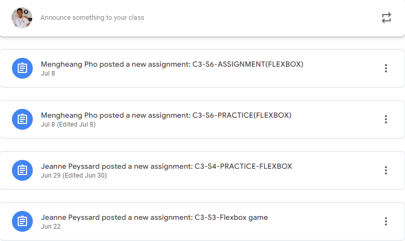 Announce something to your class
Mengheang Pho posted a new assignment: C3-S6-ASSIGNMENT(FLEXBOX)
Jul 8
Mengheang Pho posted a new assignment: C3-S6-PRACTICE(FLEXBOX)
Jul 8 (Edited Jul 8)
Jeanne Peyssard posted a new assignment: C3-S4-PRACTICE-FLEXBOX
Jun 29 (Edited Jun 30)
Jeanne Peyssard posted a new assignment: C3-S3-Flexbox game
Jun 22